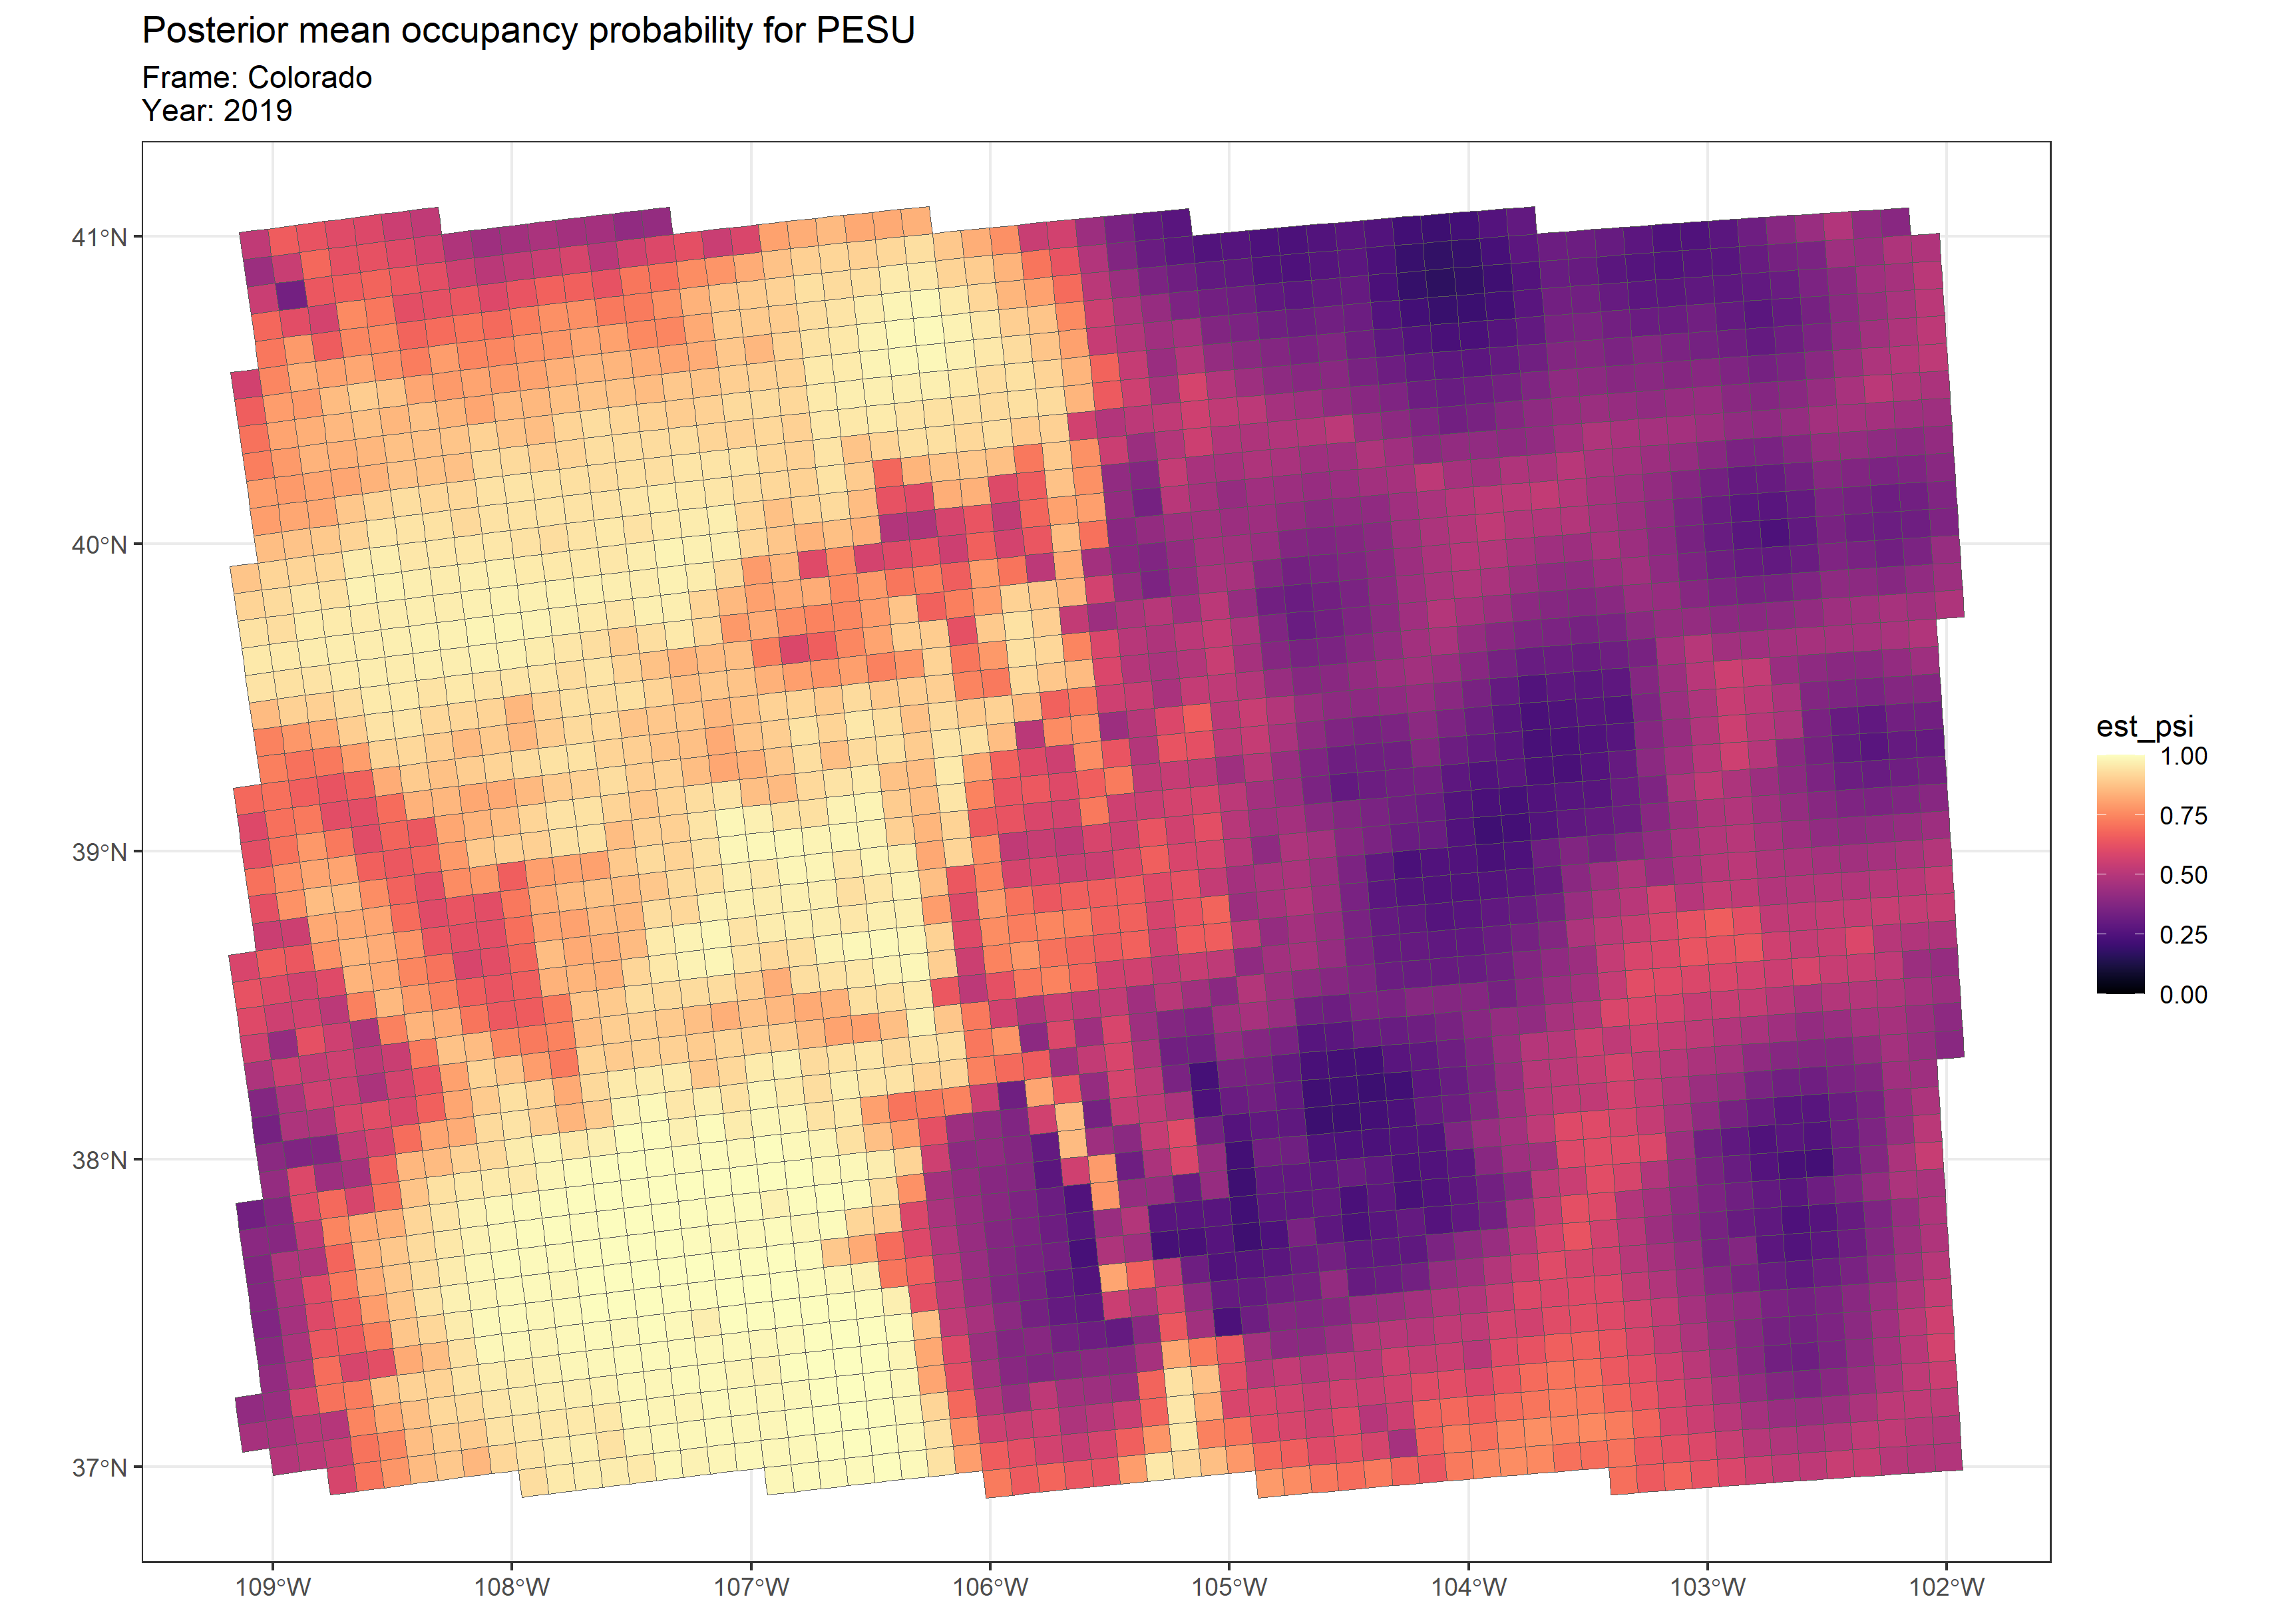 Posterior mean occupancy probability for PESU
Frame: Colorado
Year: 2019
41°N
40°N
39°N
38°N
37°N
109°W
108°W
107°W
106°W
105°W
104°W
103°W
102°W
est_psi
1.00
0.75
0.50
0.25
0.00